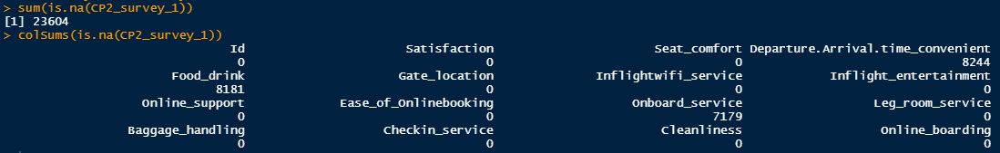 > sum(is.na(CP2_survey_1))
[1] 23604
> colSums(is.na(CP2_survey_1))
Id Satisfaction Seat_comfort Departure.Arrival.time_convenient
0 0 0 8244
Food_drink Gate_location Inflightwifi_service Inflight_entertainment
8181 0 0 0
Online_support Ease_of_Onlinebooking Onboard_service Leg_room_service
0 0 7179 0
Baggage_handling Checkin_service Cleanliness Online_boarding
0 0 0 0